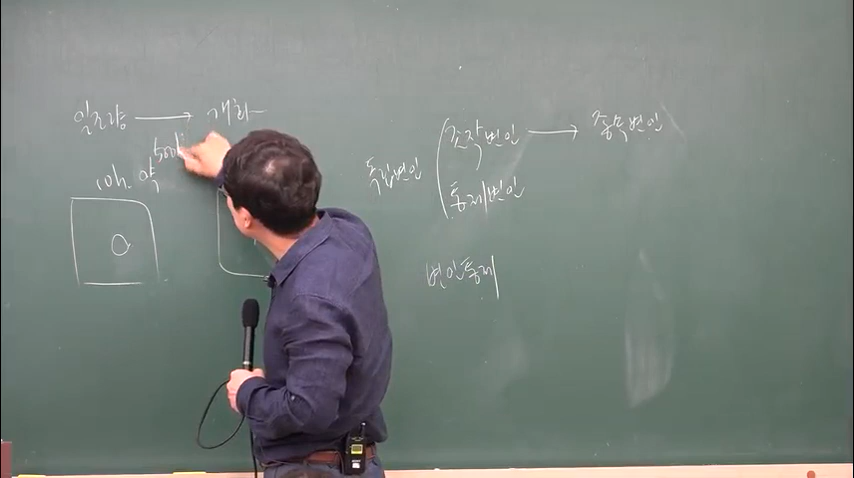 일조량 → 개화
10h. 약
독립변인
조작변인 → 종속변인
통제변인
변인통제